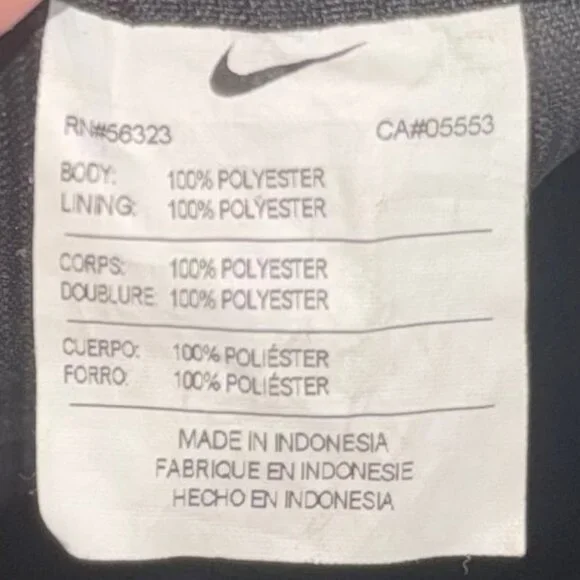 RN#56323 CA#05553
BODY: 100% POLYESTER
LINING: 100% POLYESTER
CORPS: 100% POLYESTER
DOUBLURE 100% POLYESTER
CUERPO: 100% POLIÉSTER
FORRO: 100% POLIÉSTER
MADE IN INDONESIA
FABRIQUE EN INDONESIE
HECHO EN INDONESIA